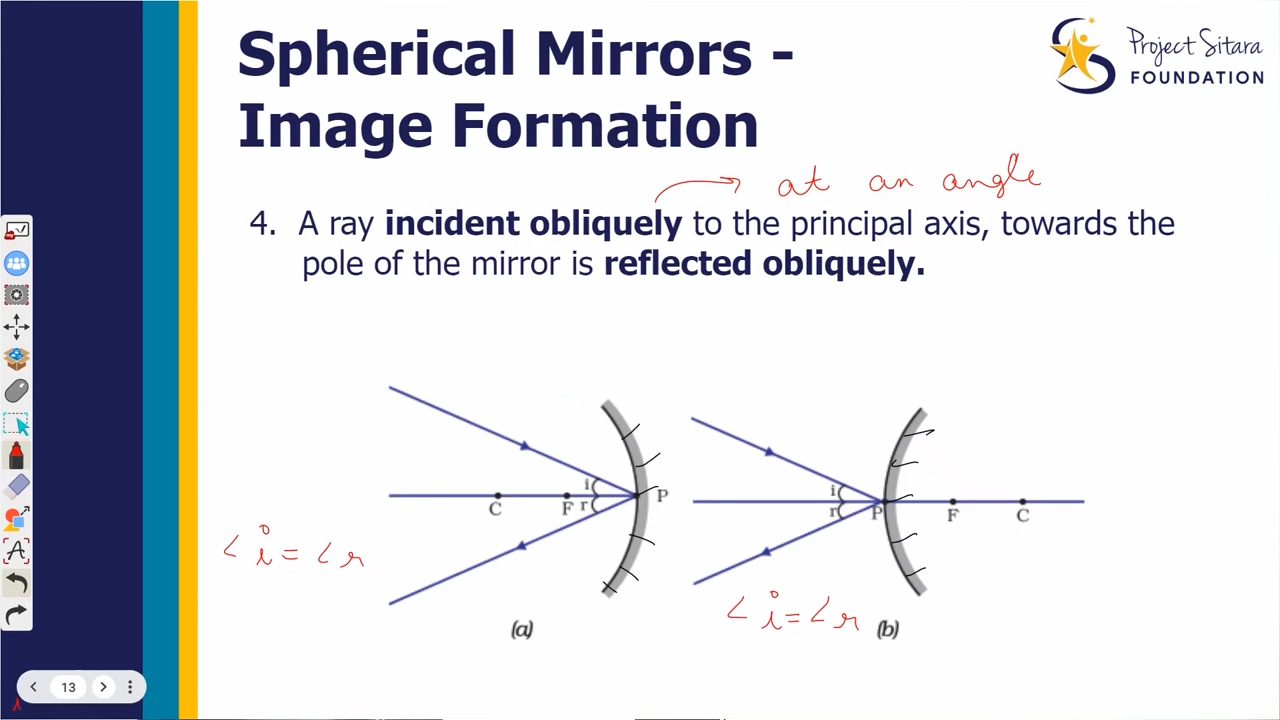 Spherical Mirrors -
Image Formation
Project Sitara
FOUNDATION
at an angle
4. A ray incident obliquely to the principal axis, towards the
pole of the mirror is reflected obliquely.
i
r
C
F
P
∠i = ∠r
(a)
i
r
P
F
C
∠i = ∠r
(b)
13